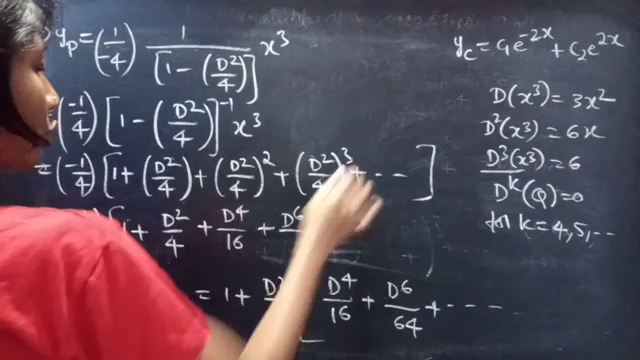 y_p = (1/-4) 1/[1 - (D²/4)] x³
(-1/4) [1 - (D²/4)]⁻¹ x³
= (-1/4) [1 + (D²/4) + (D²/4)² + (D²/4)³ + ---]
+ D²/4 + D⁴/16 + D⁶
= 1 + D² D⁴/16 + D⁶/64 + ----
y_c = c₁e^-2x + c₂e^2x
D(x³) = 3x²
D²(x³) = 6x
D³(x³) = 6
D^k(Q) = 0
for k = 4,5,--